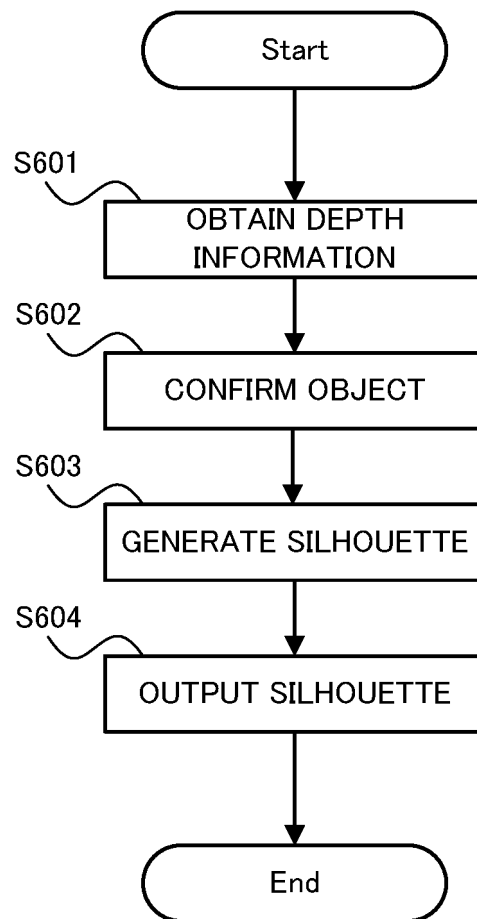 Start
S601
OBTAIN DEPTH
INFORMATION
S602
CONFIRM OBJECT
S603
GENERATE SILHOUETTE
S604
OUTPUT SILHOUETTE
End